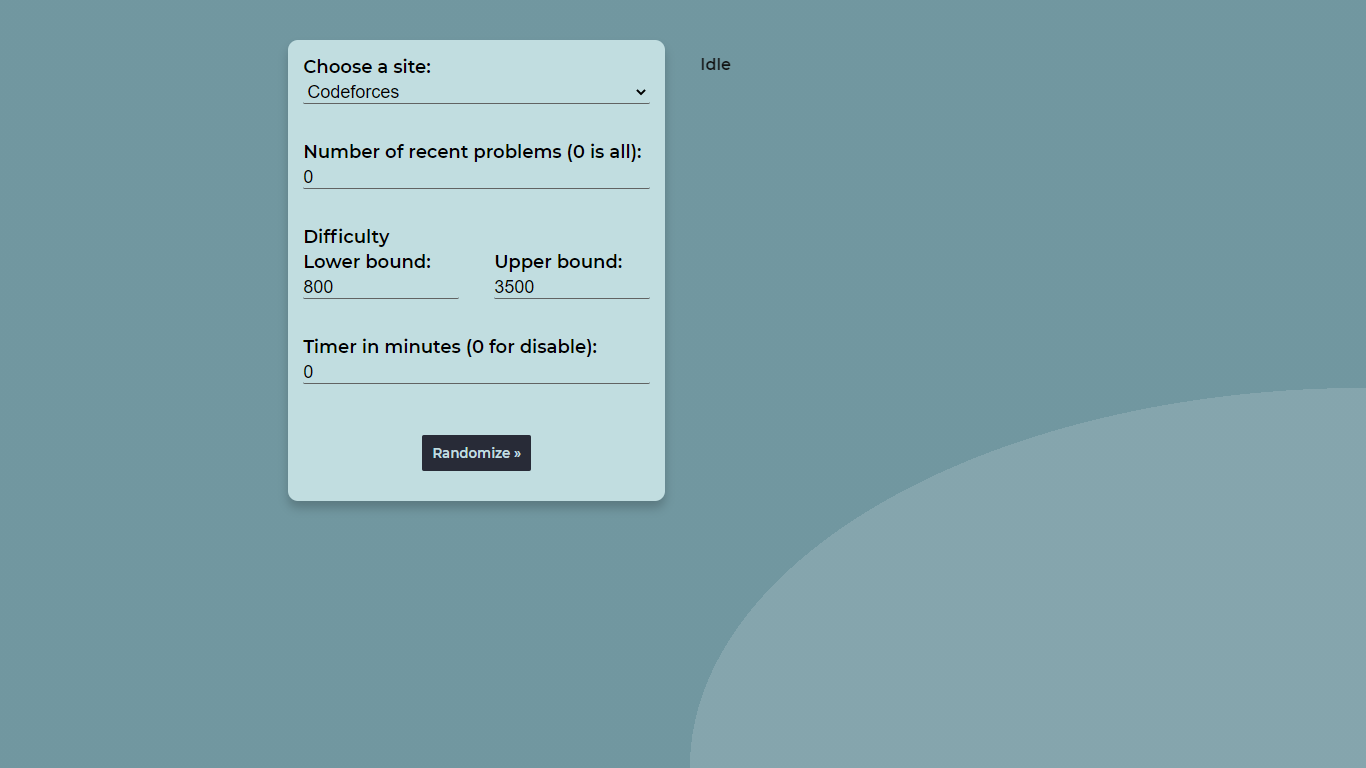 Choose a site:
Codeforces
Number of recent problems (0 is all):
0
Difficulty
Lower bound: Upper bound:
800 3500
Timer in minutes (0 for disable):
0
Randomize »
Idle